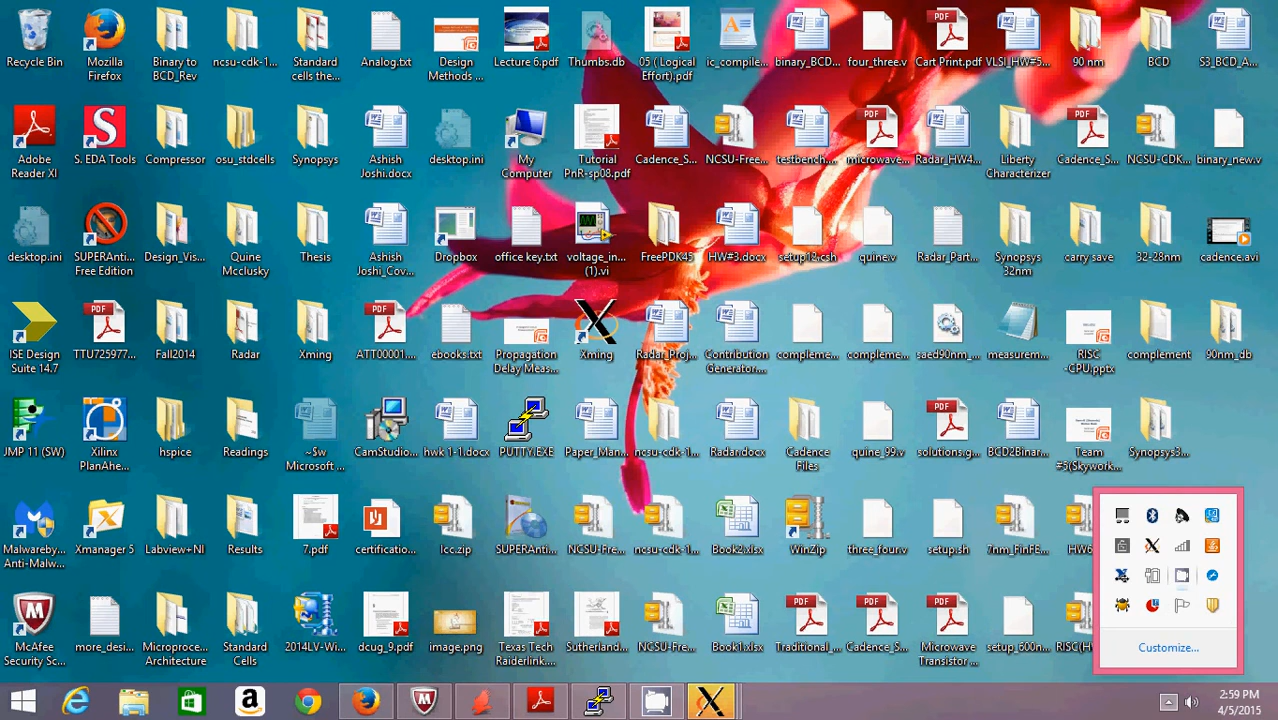 Recycle Bin
Mozilla
Firefox
Binary to
BCD_Rev
ncsu-cdk-1...
Standard
cells the...
Analog.txt
Design
Methods ...
Lecture 6.pdf
Thumbs.db
05 ( Logical
Effort).pdf
ic_compile...
binary_BCD...
four_three.v
Cart Print.pdf
VLSI_HW#5...
90 nm
BCD
S3_BCD_A...
Adobe
Reader XI
S. EDA Tools
Compressor
osu_stdcells
Synopsys
Ashish
Joshi.docx
desktop.ini
My
Computer
Tutorial
PnR-sp08.pdf
Cadence_S...
NCSU-Free...
testbench....
microwave...
Radar_HW4...
Liberty
Characterizer
Cadence_S...
NCSU-CDK...
binary_new.v
desktop.ini
SUPERAnti...
Free Edition
Design_Vis...
Quine
Mcclusky
Thesis
Ashish
Joshi_Cov...
Dropbox
office key.txt
voltage_in...
(1).vi
FreePDK45
HW#3.docx
setup12.csh
quine.v
Radar_Part...
Synopsys
32nm
carry save
32-28nm
cadence.avi
ISE Design
Suite 14.7
TTU725977...
Fall2014
Radar
Xming
ATT00001....
ebooks.txt
Propagation
Delay Meas...
Xming
Radar_Proj...
Contribution
Generator....
compleme...
compleme...
saed90nm_...
measurem...
RISC
-CPU.pptx
complement
90nm_db
JMP 11 (SW)
Xilinx
PlanAhe...
hspice
Readings
~$w
Microsoft ...
CamStudio...
hwk 1-1.docx
PUTTY.EXE
Paper_Man...
ncsu-cdk-1...
Radar.docx
Cadence
Files
quine_99.v
solutions.g...
BCD2Binar...
Team
#5(Skywork...
Synopsys3...
Malwareby...
Anti-Malw...
Xmanager 5
Labview+NI
Results
7.pdf
certificatio...
lcc.zip
SUPERAnti...
NCSU-Fre...
ncsu-cdk-1...
Book2.xlsx
WinZip
three_four.v
setup.sh
7nm_FinFE...
HW6
McAfee
Security Sc...
more_desi...
Microproce...
Architecture
Standard
Cells
2014LV-Wi...
dcug_9.pdf
image.png
Texas Tech
Raiderlink....
Sutherland...
NCSU-Fre...
Book1.xlsx
Traditional_...
Cadence_S...
Microwave
Transistor ...
setup_600n...
RISC(H
Customize...
2:59 PM
4/5/2015